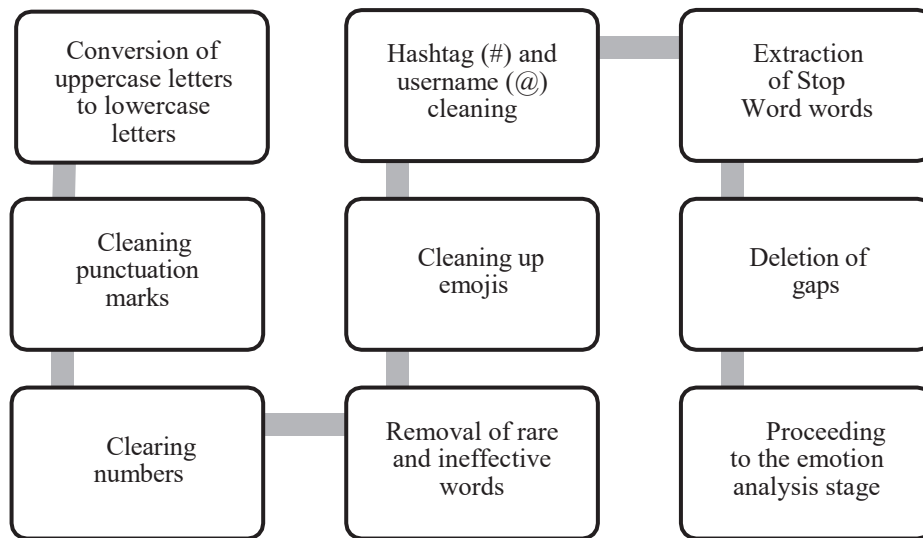 Conversion of
uppercase letters
to lowercase
letters
Cleaning
punctuation
marks
Clearing
numbers
Removal of rare
and ineffective
words
Cleaning up
emojis
Hashtag (#) and
username (@)
cleaning
Extraction
of Stop
Word words
Deletion of
gaps
Proceeding
to the emotion
analysis stage